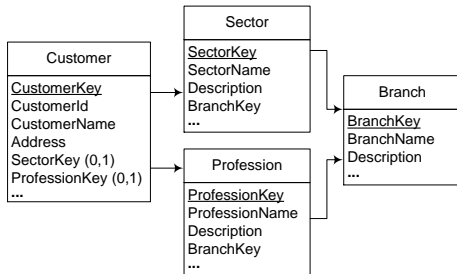 Customer
CustomerKey
CustomerId
CustomerName
Address
SectorKey (0,1)
ProfessionKey (0,1)
...
Sector
SectorKey
SectorName
Description
BranchKey
...
Profession
ProfessionKey
ProfessionName
Description
BranchKey
...
Branch
BranchKey
BranchName
Description
...